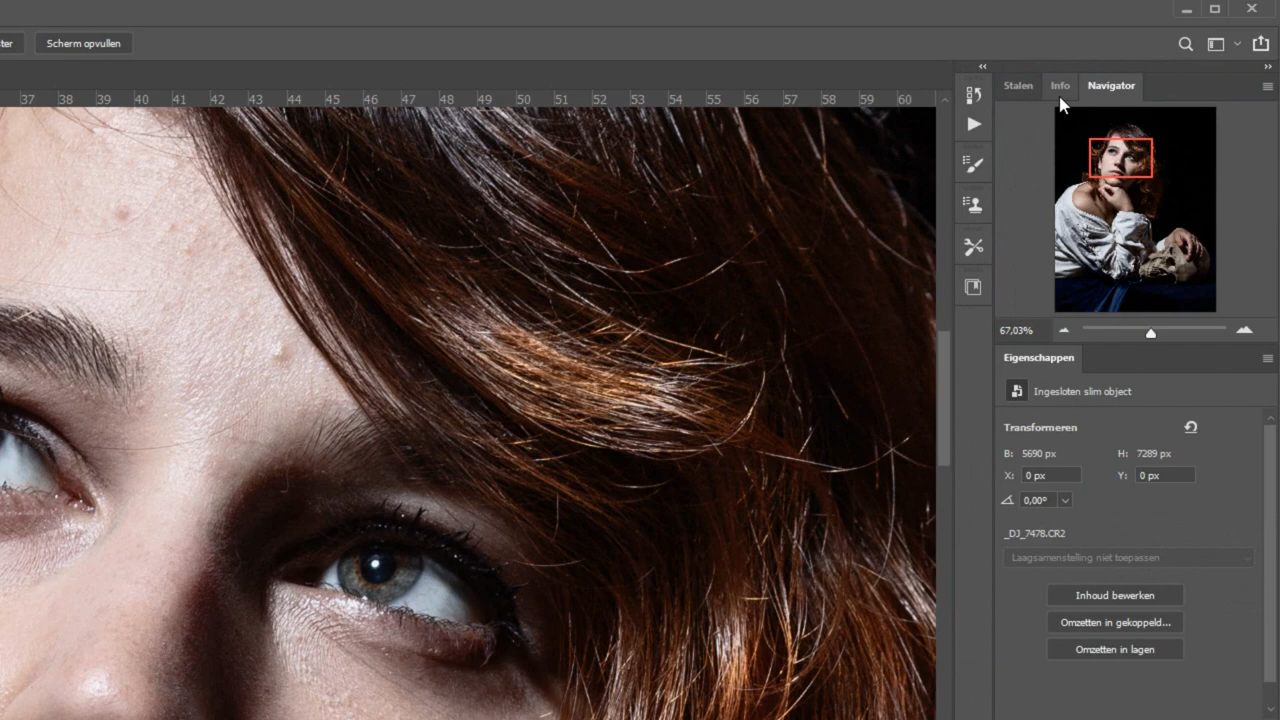 ster Scherm opvullen
37 38 39 40 41 42 43 44 45 46 47 48 49 50 51 52 53 54 55 56 57 58 59 60
Stalen Info Navigator
67,03%
Eigenschappen
Ingesloten slim object
Transformeren
B: 5690 px H: 7289 px
X: 0 px Y: 0 px
0,00°
_DJ_7478.CR2
Laagsamenstelling niet toepassen
Inhoud bewerken
Omzetten in gekoppeld...
Omzetten in lagen